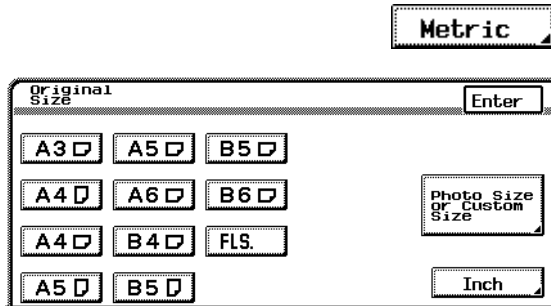 Metric
Original
Size
Enter
A3 A5 B5
A4 A6 B6
Photo Size
or Custom
Size
A4 B4 FLS.
A5 B5
Inch